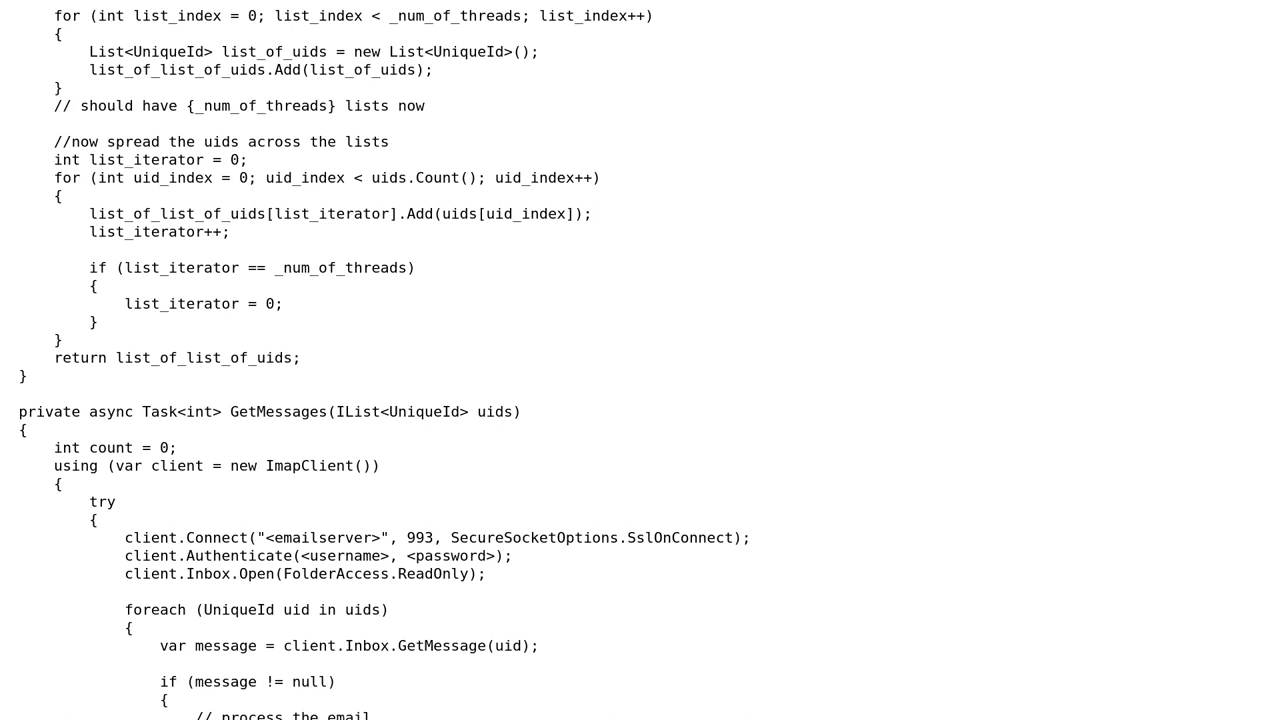 for (int list_index = 0; list_index < _num_of_threads; list_index++)
{
List<UniqueId> list_of_uids = new List<UniqueId>();
list_of_list_of_uids.Add(list_of_uids);
}
// should have {_num_of_threads} lists now
//now spread the uids across the lists
int list_iterator = 0;
for (int uid_index = 0; uid_index < uids.Count(); uid_index++)
{
list_of_list_of_uids[list_iterator].Add(uids[uid_index]);
list_iterator++;
if (list_iterator == _num_of_threads)
{
list_iterator = 0;
}
}
return list_of_list_of_uids;
}
private async Task<int> GetMessages(IList<UniqueId> uids)
{
int count = 0;
using (var client = new ImapClient())
{
try
{
client.Connect("<emailserver>", 993, SecureSocketOptions.SslOnConnect);
client.Authenticate(<username>, <password>);
client.Inbox.Open(FolderAccess.ReadOnly);
foreach (UniqueId uid in uids)
{
var message = client.Inbox.GetMessage(uid);
if (message != null)
{
// process the email